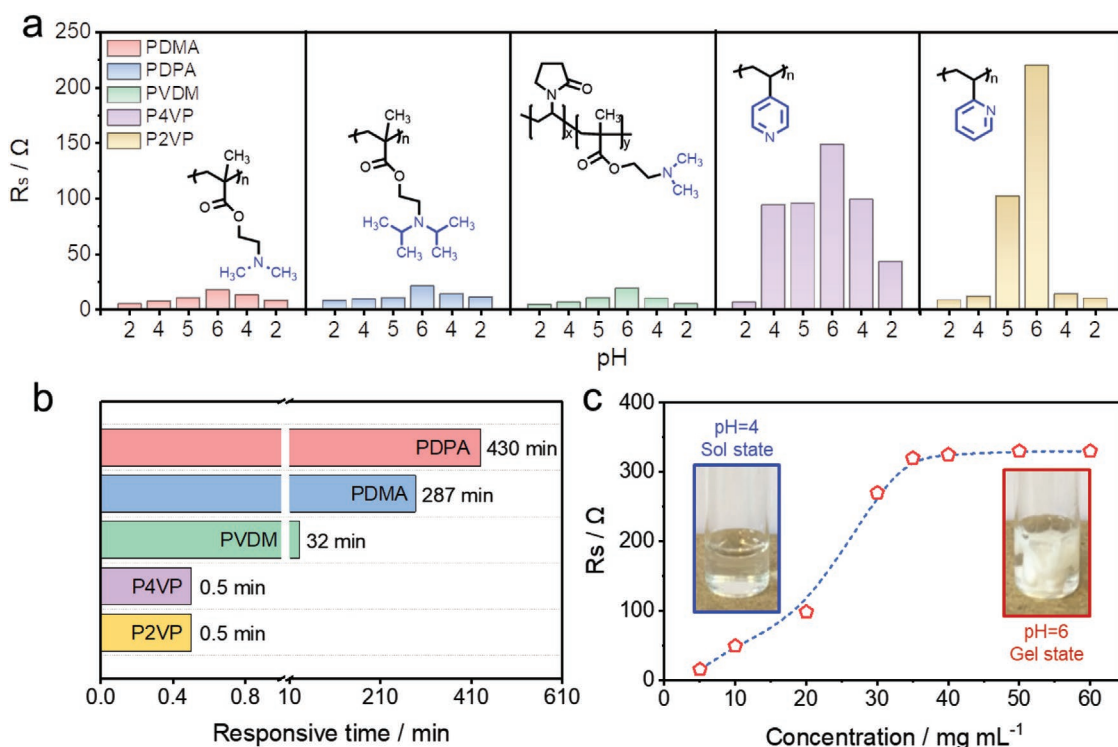 a
250
200
150
100
50
0
Rs / Ω
PDMA
PDPA
PVDM
P4VP
P2VP
n
CH₃
O
O
N
H₃C
CH₃
n
CH₃
O
O
N
H₃C
CH₃
CH₃
CH₃
N
O
x
CH₃
y
O
O
N
CH₃
CH₃
n
N
n
N
2 4 5 6 4 2
2 4 5 6 4 2
2 4 5 6 4 2
2 4 5 6 4 2
2 4 5 6 4 2
pH
b
PDPA 430 min
PDMA 287 min
PVDM 32 min
P4VP 0.5 min
P2VP 0.5 min
0.0 0.4 0.8 10 210 410 610
Responsive time / min
c
400
300
200
100
0
Rs / Ω
pH=4
Sol state
pH=6
Gel state
10 20 30 40 50 60
Concentration / mg mL⁻¹